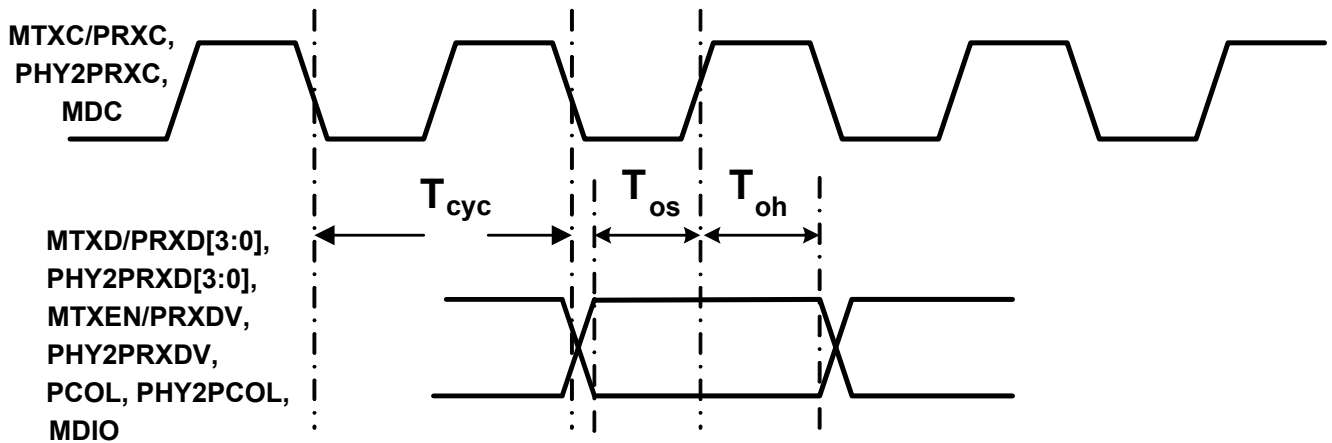 MTXC/PRXC,
PHY2PRXC,
MDC
Tcyc
Tos
Toh
MTXD/PRXD[3:0],
PHY2PRXD[3:0],
MTXEN/PRXDV,
PHY2PRXDV,
PCOL, PHY2PCOL,
MDIO